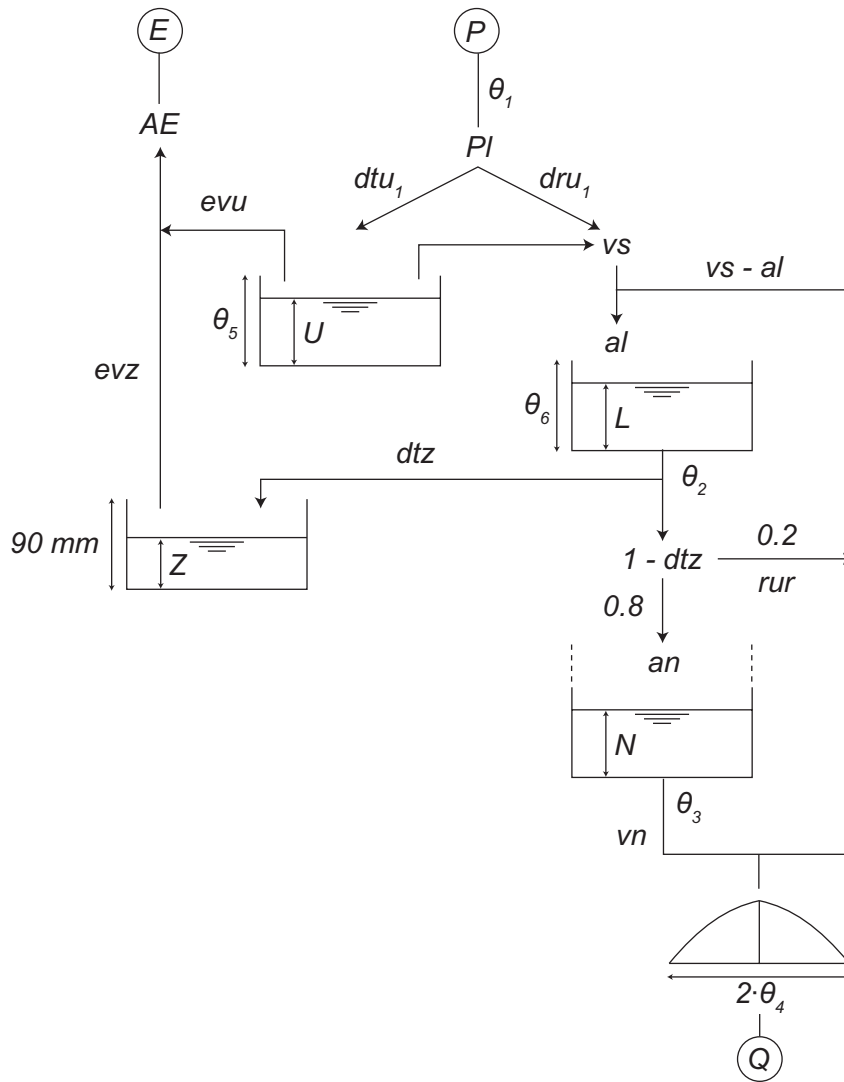 E
P
θ₁
AE
Pl
dtu₁
dru₁
evu
vs
vs - al
θ₅
U
al
evz
θ₆
L
dtz
θ₂
90 mm
Z
1 - dtz
0.2
rur
0.8
an
N
θ₃
vn
2·θ₄
Q